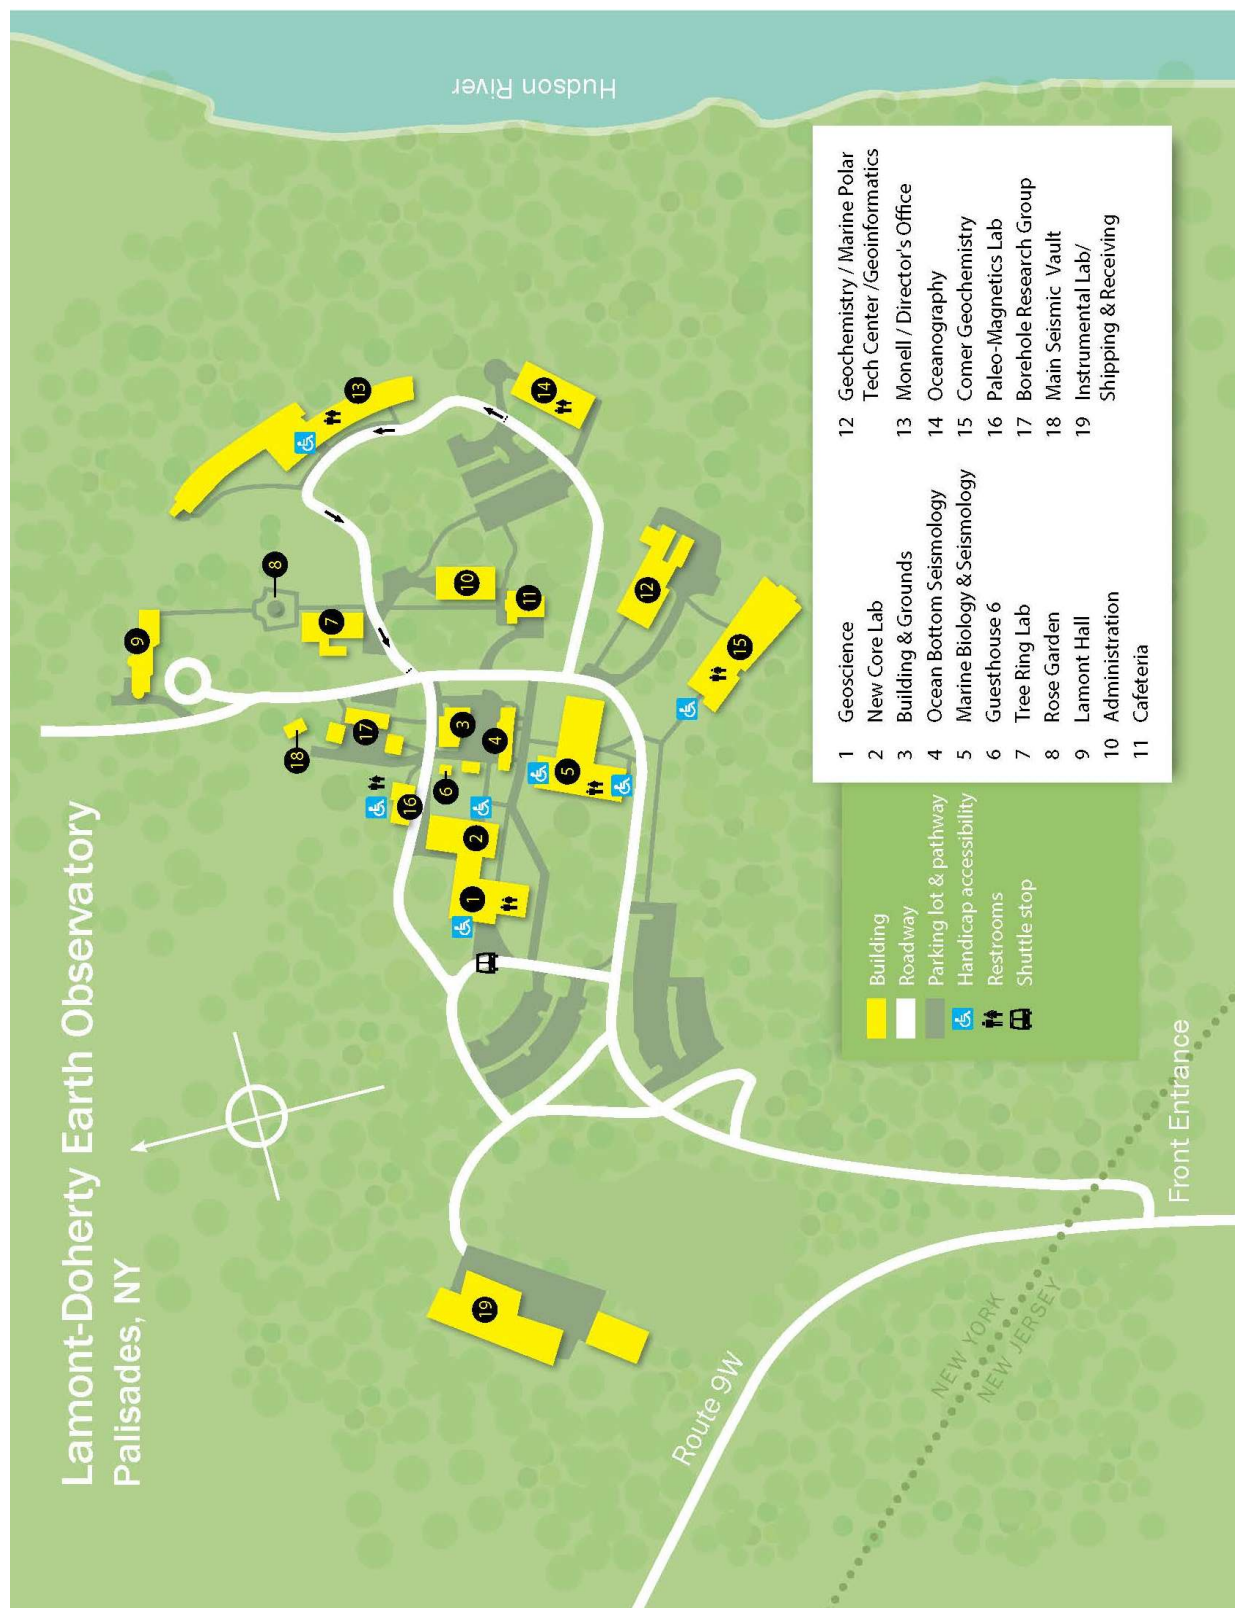 Lamont-Doherty Earth Observatory
Palisades, NY
Hudson River
9
8
7
13
18
17
10
11
14
16
6
3
4
12
2
1
5
15
19
Route 9W
NEW YORK
NEW JERSEY
Front Entrance
Building
Roadway
Parking lot & pathway
Handicap accessibility
Restrooms
Shuttle stop
1 Geoscience
2 New Core Lab
3 Building & Grounds
4 Ocean Bottom Seismology
5 Marine Biology & Seismology
6 Guesthouse 6
7 Tree Ring Lab
8 Rose Garden
9 Lamont Hall
10 Administration
11 Cafeteria
12 Geochemistry / Marine Polar
Tech Center /Geoinformatics
13 Monell / Director's Office
14 Oceanography
15 Comer Geochemistry
16 Paleo-Magnetics Lab
17 Borehole Research Group
18 Main Seismic Vault
19 Instrumental Lab/
Shipping & Receiving